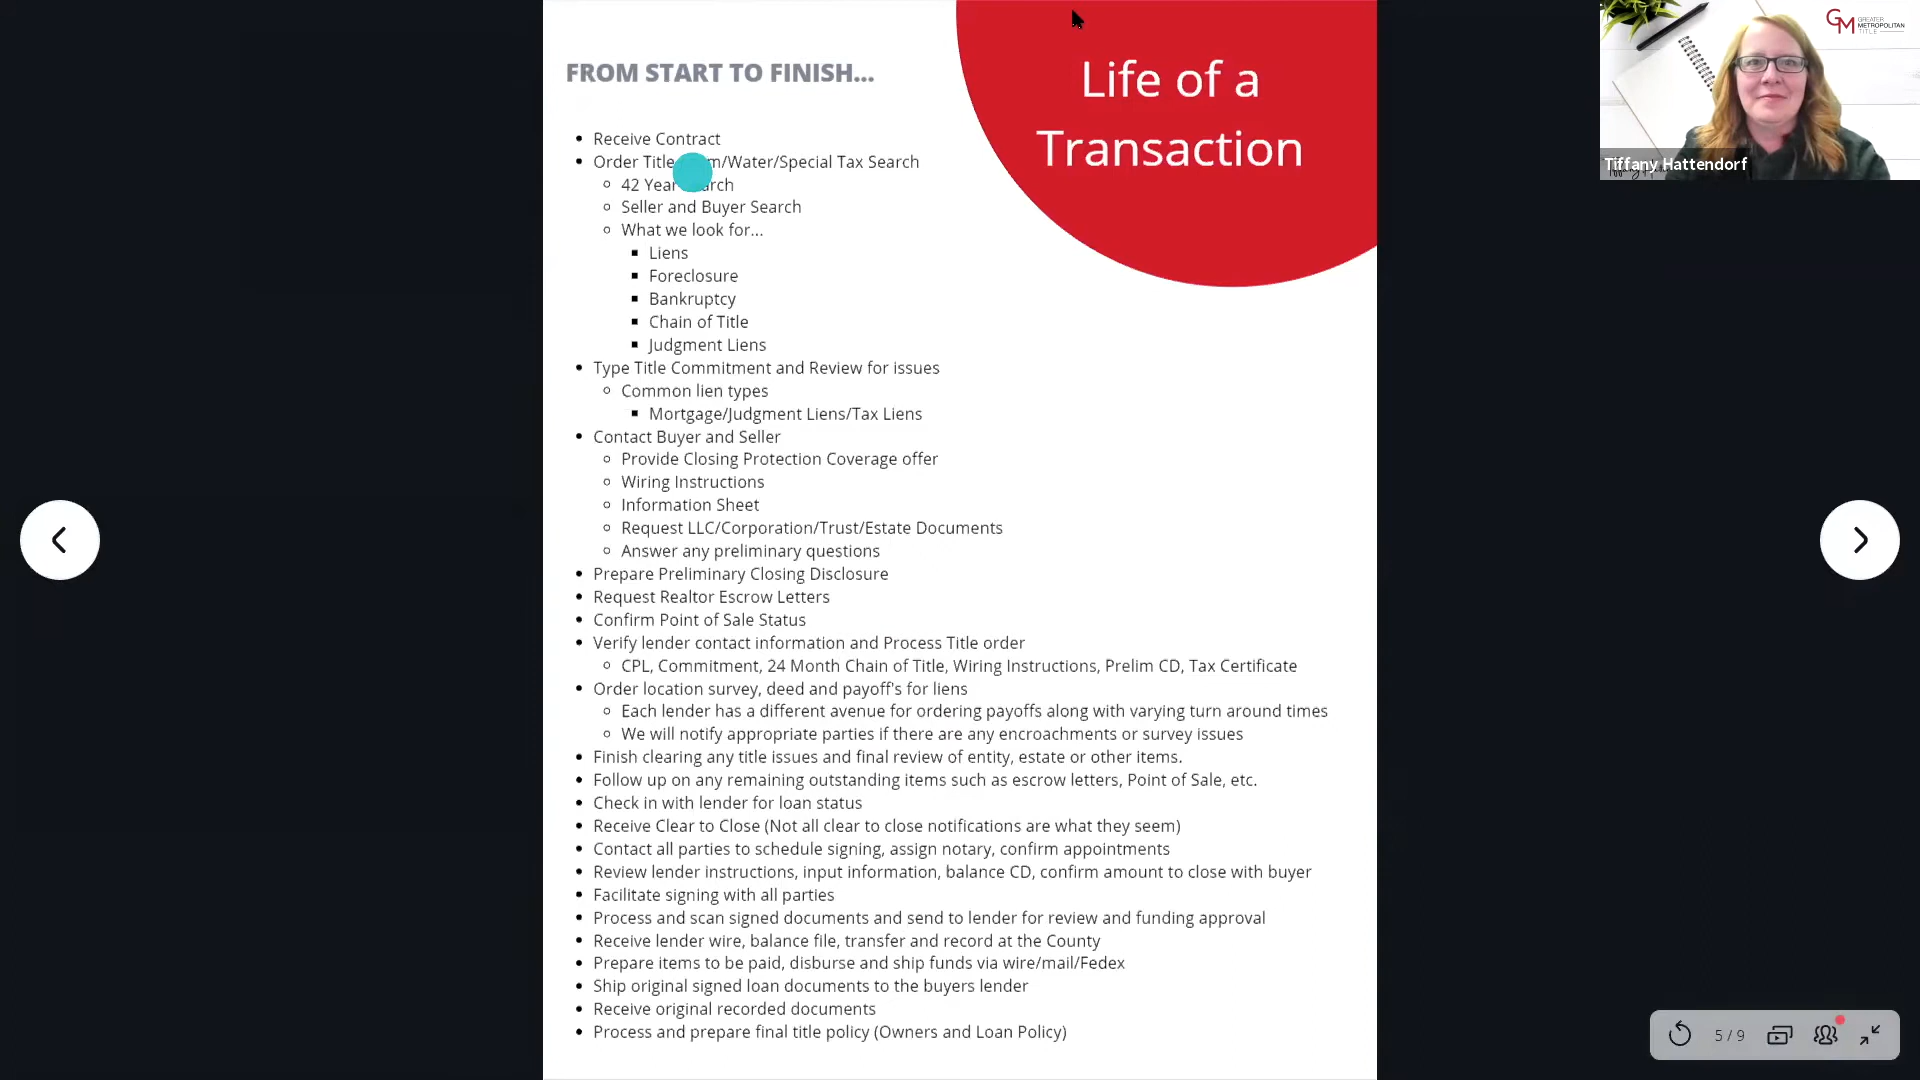 FROM START TO FINISH...
Life of a
Transaction
Receive Contract
Order Title /Water/Special Tax Search
42 Year
Seller and Buyer Search
What we look for...
Liens
Foreclosure
Bankruptcy
Chain of Title
Judgment Liens
Type Title Commitment and Review for issues
Common lien types
Mortgage/Judgment Liens/Tax Liens
Contact Buyer and Seller
Provide Closing Protection Coverage offer
Wiring Instructions
Information Sheet
Request LLC/Corporation/Trust/Estate Documents
Answer any preliminary questions
Prepare Preliminary Closing Disclosure
Request Realtor Escrow Letters
Confirm Point of Sale Status
Verify lender contact information and Process Title order
CPL, Commitment, 24 Month Chain of Title, Wiring Instructions, Prelim CD, Tax Certificate
Order location survey, deed and payoff's for liens
Each lender has a different avenue for ordering payoffs along with varying turn around times
We will notify appropriate parties if there are any encroachments or survey issues
Finish clearing any title issues and final review of entity, estate or other items.
Follow up on any remaining outstanding items such as escrow letters, Point of Sale, etc.
Check in with lender for loan status
Receive Clear to Close (Not all clear to close notifications are what they seem)
Contact all parties to schedule signing, assign notary, confirm appointments
Review lender instructions, input information, balance CD, confirm amount to close with buyer
Facilitate signing with all parties
Process and scan signed documents and send to lender for review and funding approval
Receive lender wire, balance file, transfer and record at the County
Prepare items to be paid, disburse and ship funds via wire/mail/Fedex
Ship original signed loan documents to the buyers lender
Receive original recorded documents
Process and prepare final title policy (Owners and Loan Policy)
GM GREATER
METROPOLITAN
TITLE
Tiffany Hattendorf
5 / 9